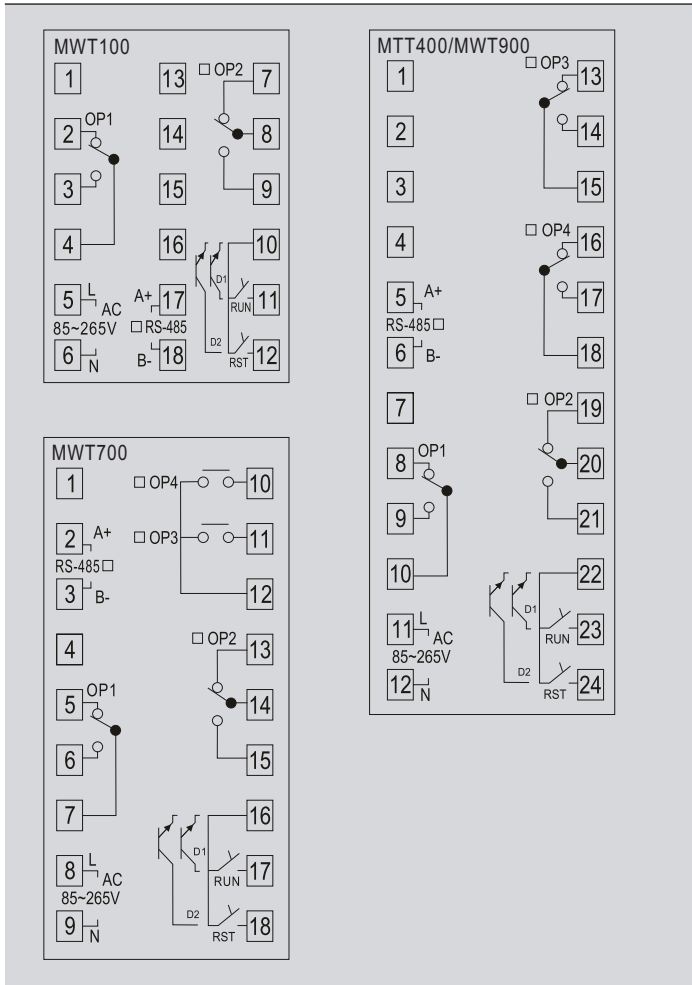 MWT100
1 13 □ OP2 7
OP1
2 14 8
3 15 9
4 16 10
D1
5 L AC A+ 17 RUN 11
85~265V □ RS-485
D2
6 N B- 18 RST 12
MWT700
1 □ OP4 10
2 A+ □ OP3 11
RS-485 □
3 B- 12
4 □ OP2 13
OP1
5 14
6 15
7 16
D1
8 L AC RUN 17
85~265V
D2
9 N RST 18
MTT400/MWT900
□ OP3
1 13
2 14
3 15
□ OP4
4 16
5 A+ 17
RS-485 □
6 B- 18
7 □ OP2 19
OP1
8 20
9 21
10 22
D1
11 L AC RUN 23
85~265V
D2
12 N RST 24